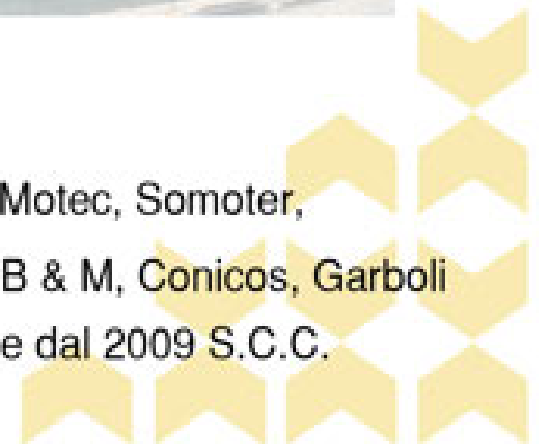 Motec, Somoter,
B & M, Conicos, Garboli
e dal 2009 S.C.C.